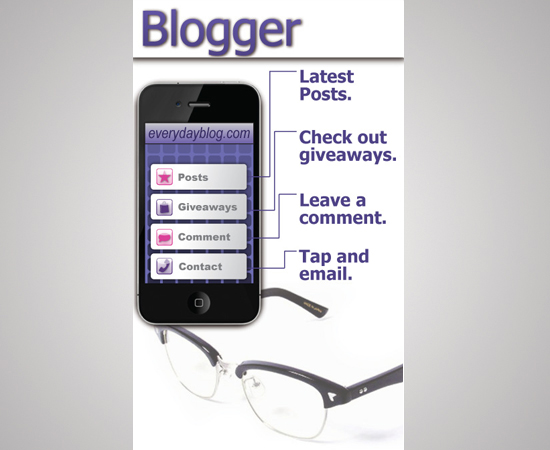 Blogger
Latest
Posts.
everydayblog.com
Check out
giveaways.
Posts
Giveaways
Leave a
comment.
Comment
Tap and
email.
Contact